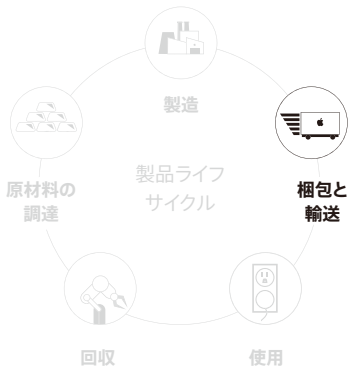 製造
原材料の
調達
製品ライフ
サイクル
梱包と
輸送
回収
使用